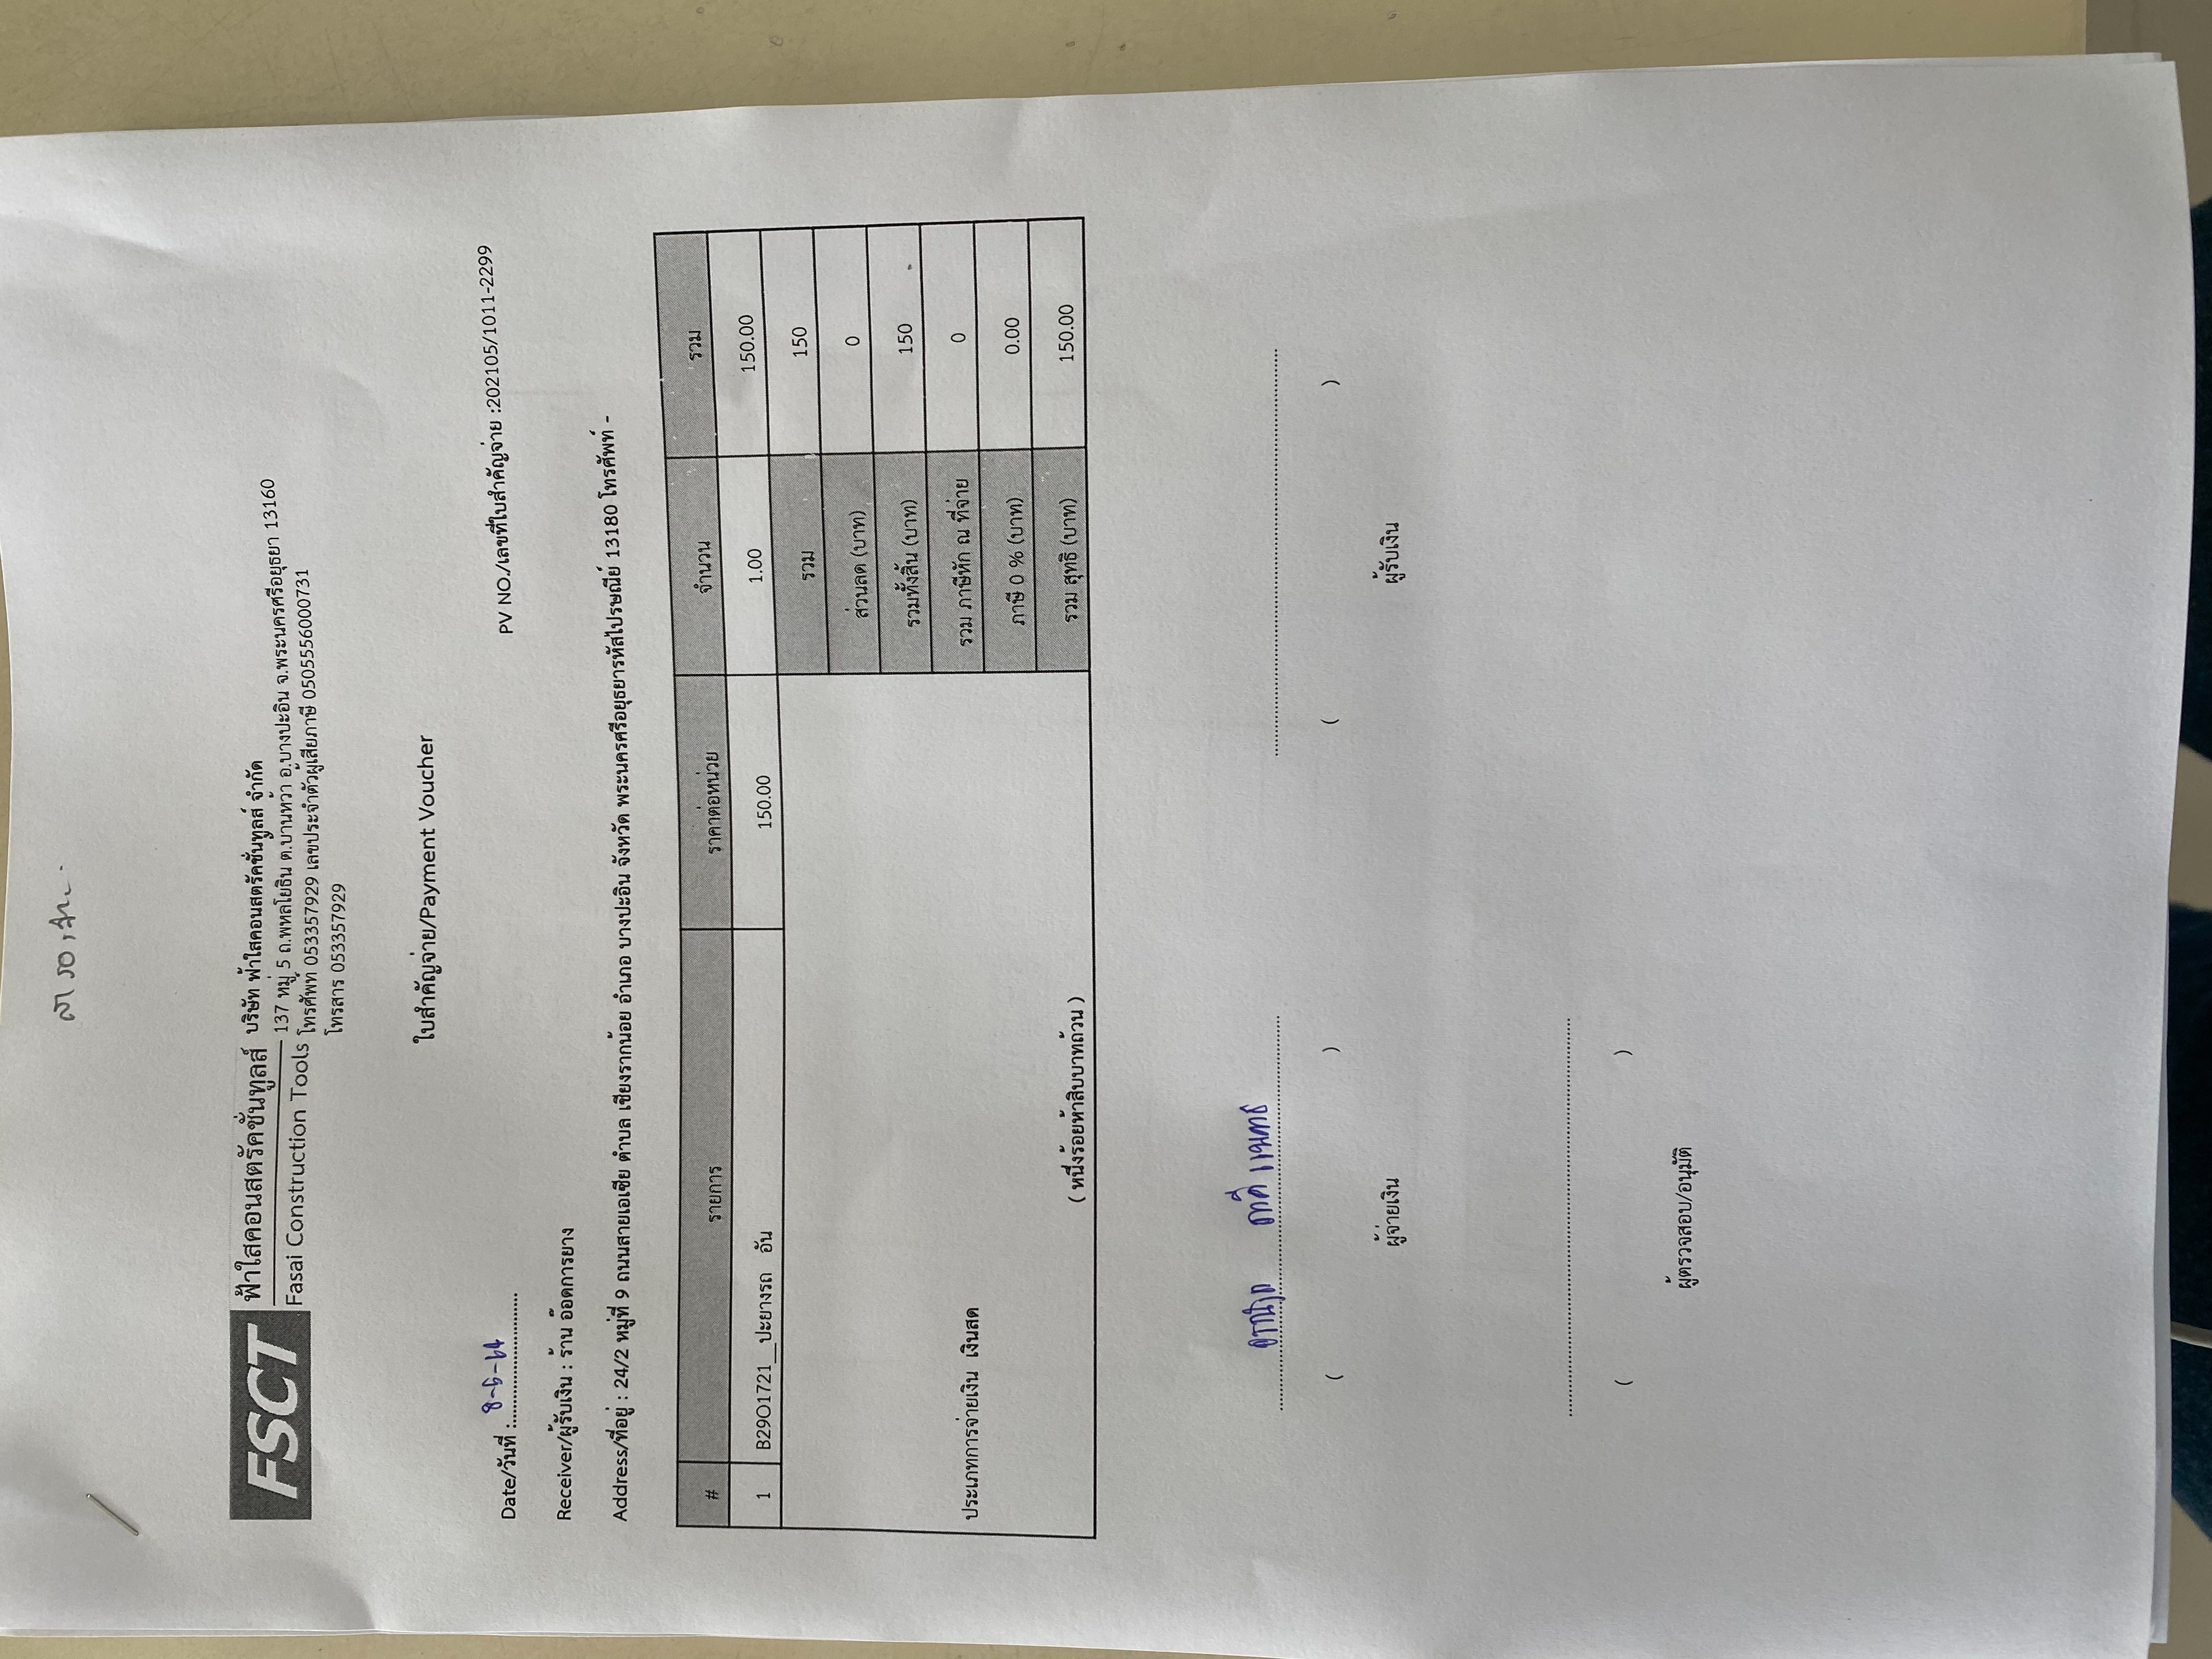 FSCT
ฟ้าใสคอนสตรัคชั่นทูลส์
Fasai Construction Tools
บริษัท ฟ้าใสคอนสตรัคชั่นทูลส์ จำกัด
137 หมู่ 5 ถ.พหลโยธิน ต.บ้านหว้า อ.บางปะอิน จ.พระนครศรีอยุธยา 13160
โทรศัพท์ 053357929 เลขประจำตัวผู้เสียภาษี 0505556000731
โทรสาร 053357929
ใบสำคัญจ่าย/Payment Voucher
Date/วันที่ : 8-5-64
PV NO./เลขที่ใบสำคัญจ่าย :202105/1011-2299
Receiver/ผู้รับเงิน : ร้าน อ๊อดการยาง
Address/ที่อยู่ : 24/2 หมู่ที่ 9 ถนนสายเอเซีย ตำบล เชียงรากน้อย อำเภอ บางปะอิน จังหวัด พระนครศรีอยุธยารหัสไปรษณีย์ 13180 โทรศัพท์ -
# รายการ ราคาต่อหน่วย จำนวน รวม
1 B29O1721__ปะยางรถ อัน 150.00 1.00 150.00
รวม 150
ส่วนลด (บาท) 0
รวมทั้งสิ้น (บาท) 150
ประเภทการจ่ายเงิน เงินสด
รวม ภาษีหัก ณ ที่จ่าย 0
ภาษี 0 % (บาท) 0.00
( หนึ่งร้อยห้าสิบบาทถ้วน )
รวม สุทธิ (บาท) 150.00
( ) ( )
ผู้จ่ายเงิน ผู้รับเงิน
( )
ผู้ตรวจสอบ/อนุมัติ